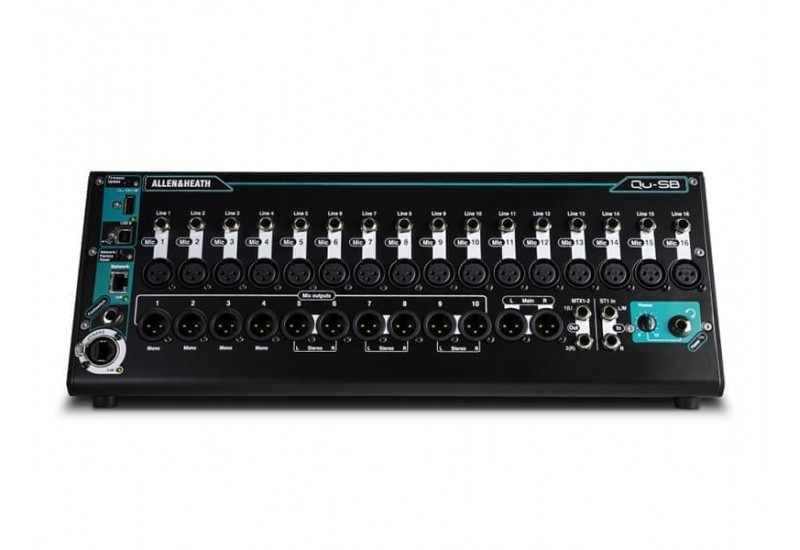 ALLEN&HEATH
Qu-SB
Line 1 Line 2 Line 3 Line 4 Line 5 Line 6 Line 7 Line 8 Line 9 Line 10 Line 11 Line 12 Line 13 Line 14 Line 15 Line 16
Mic 1 Mic 2 Mic 3 Mic 4 Mic 5 Mic 6 Mic 7 Mic 8 Mic 9 Mic 10 Mic 11 Mic 12 Mic 13 Mic 14 Mic 15 Mic 16
Network
Mix outputs
1 2 3 4 5 6 7 8 9 10
L Main R
MTX1-2
ST1 in
1(L)
L/M
Out
In
Mono Mono Mono Mono
L Stereo R L Stereo R L Stereo R
R